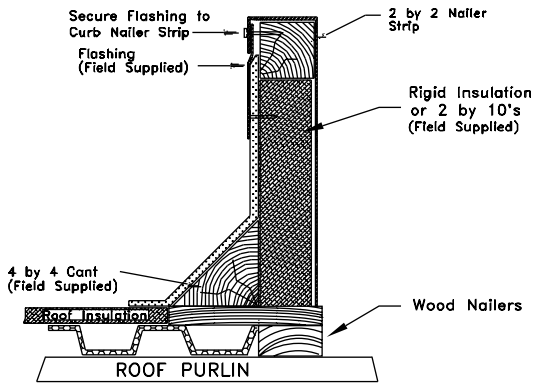 Secure Flashing to
Curb Nailer Strip
2 by 2 Nailer
Strip
Flashing
(Field Supplied)
Rigid Insulation
or 2 by 10's
(Field Supplied)
4 by 4 Cant
(Field Supplied)
Roof Insulation
Wood Nailers
ROOF PURLIN